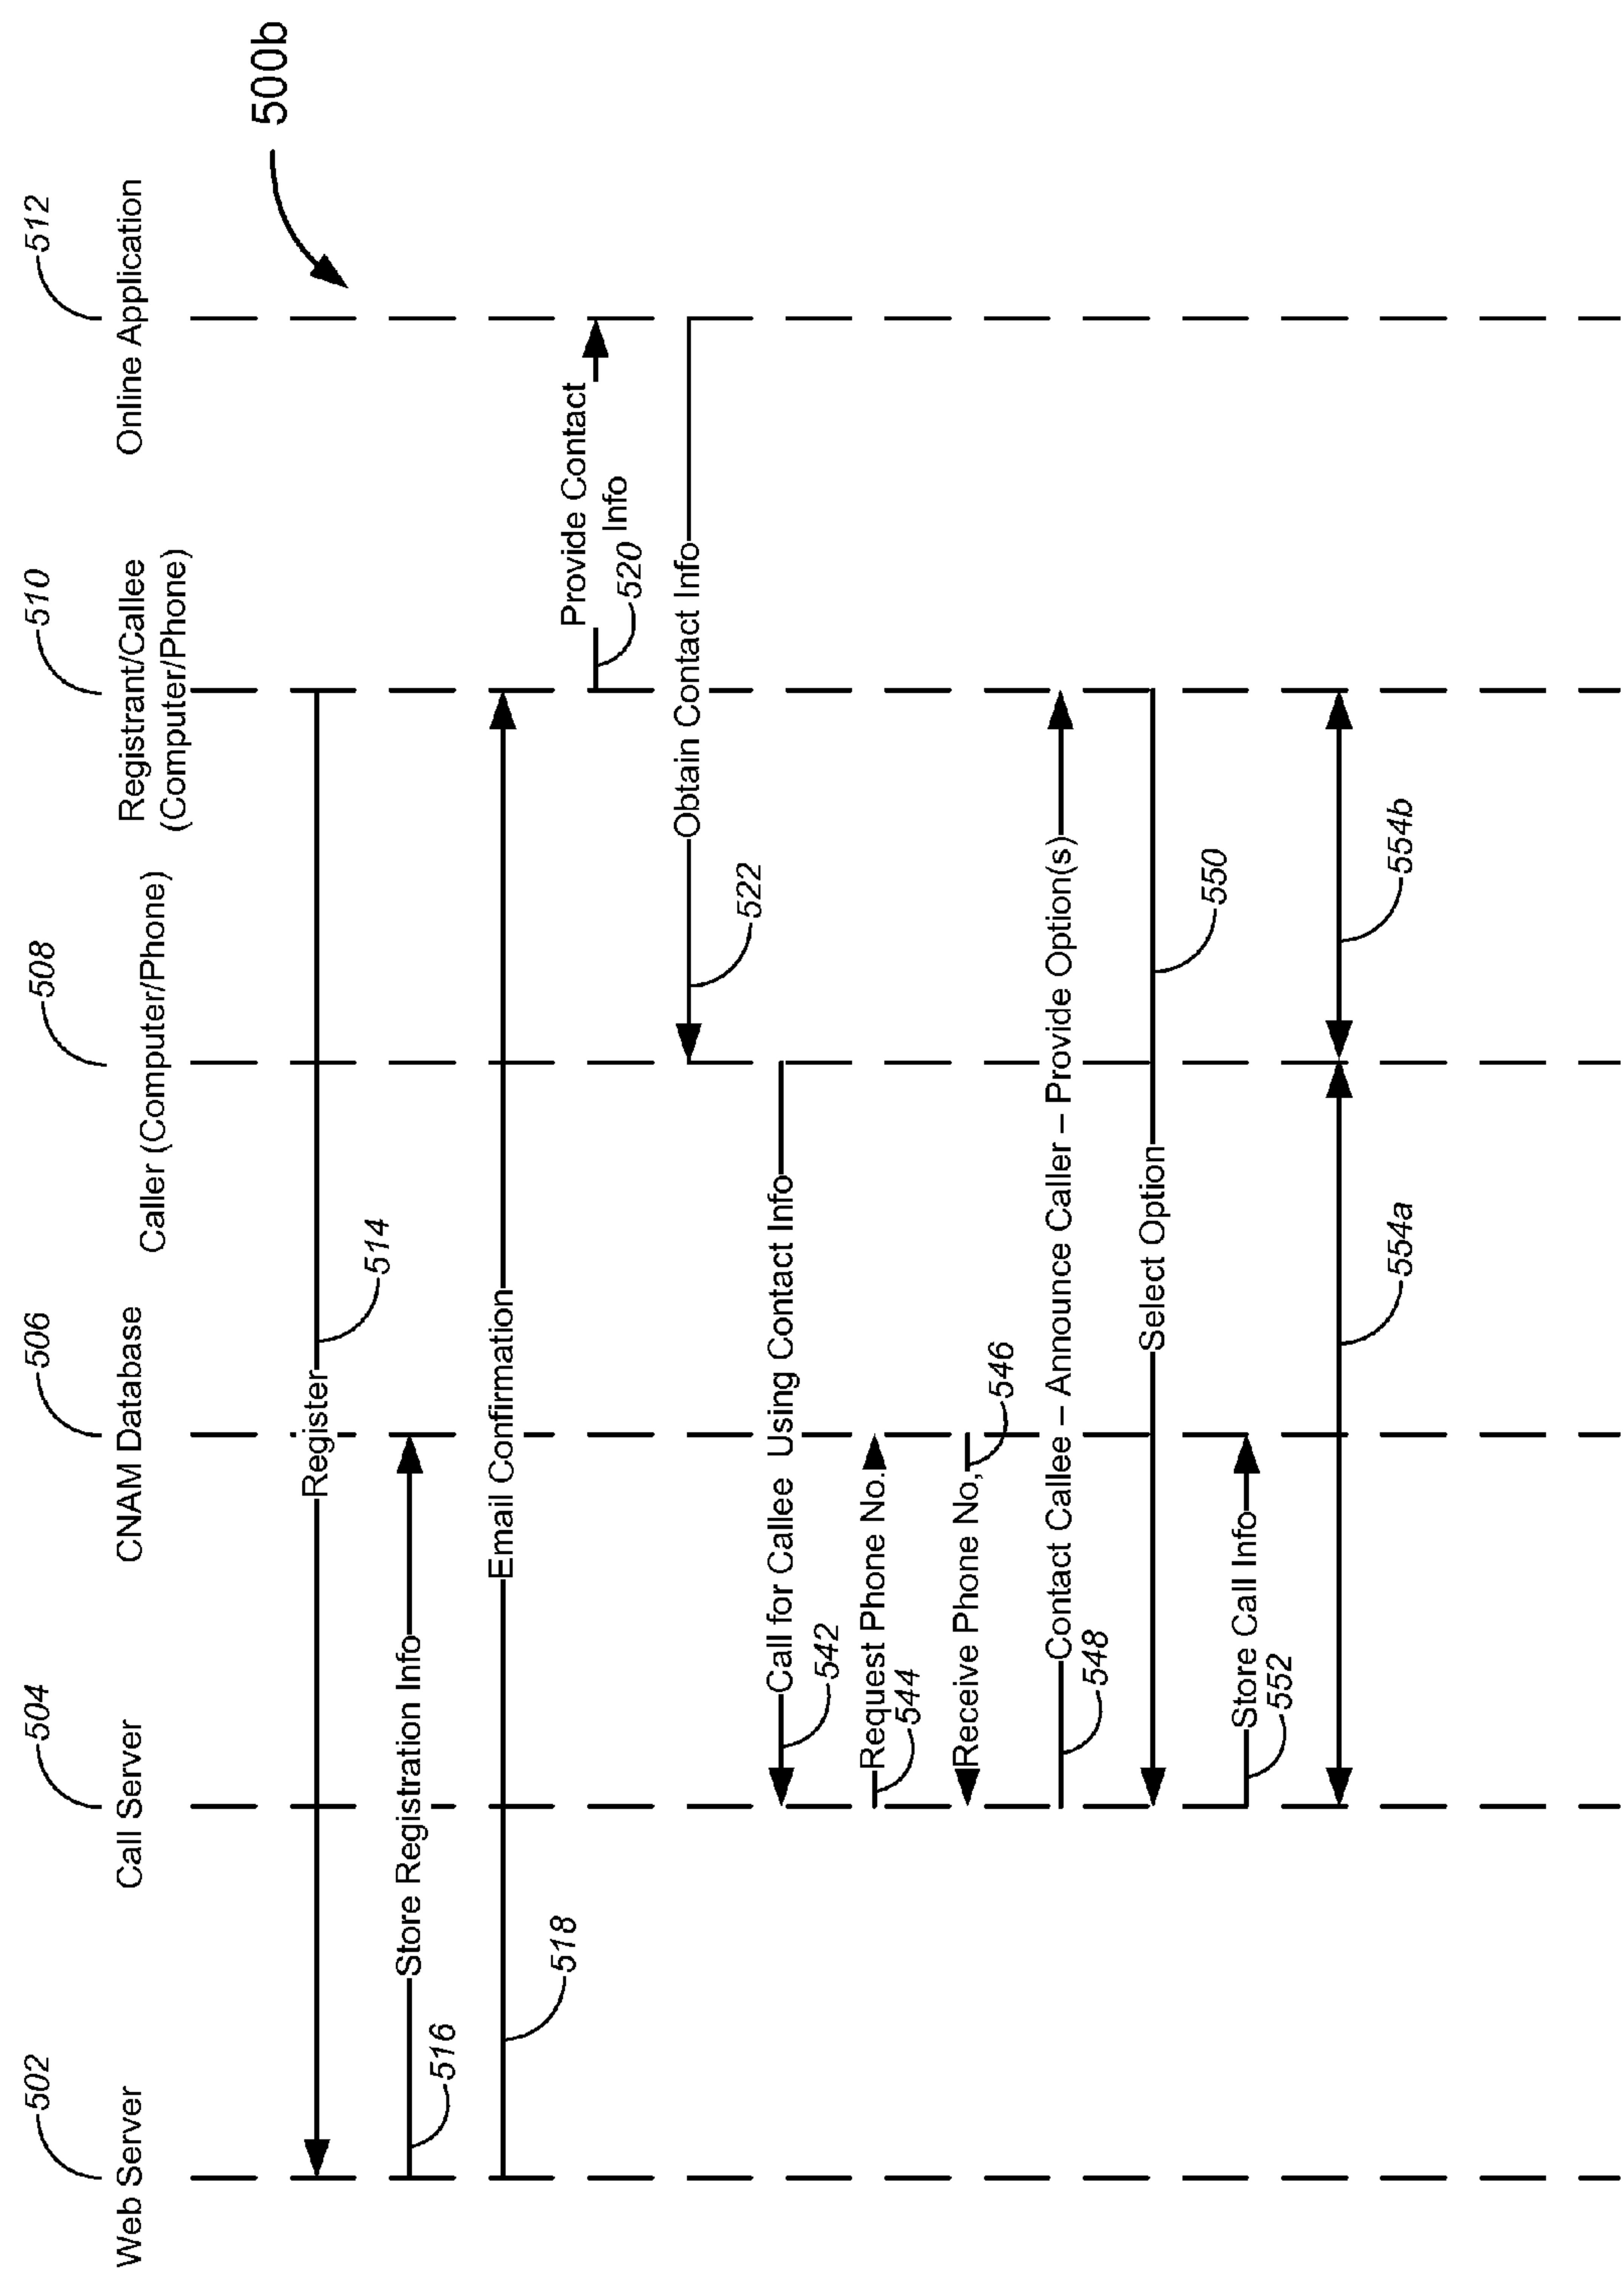 502
504
506
508
510
512
Web Server
Call Server
CNAM Database
Caller (Computer/Phone)
Registrant/Callee
(Computer/Phone)
Online Application
500b
Register
514
Store Registration Info
516
Email Confirmation
518
Provide Contact
Info
520
Obtain Contact Info
522
Call for Callee Using Contact Info
542
Request Phone No.
544
Receive Phone No,
546
Contact Callee – Announce Caller – Provide Option(s)
548
Select Option
550
Store Call Info
552
554a
554b